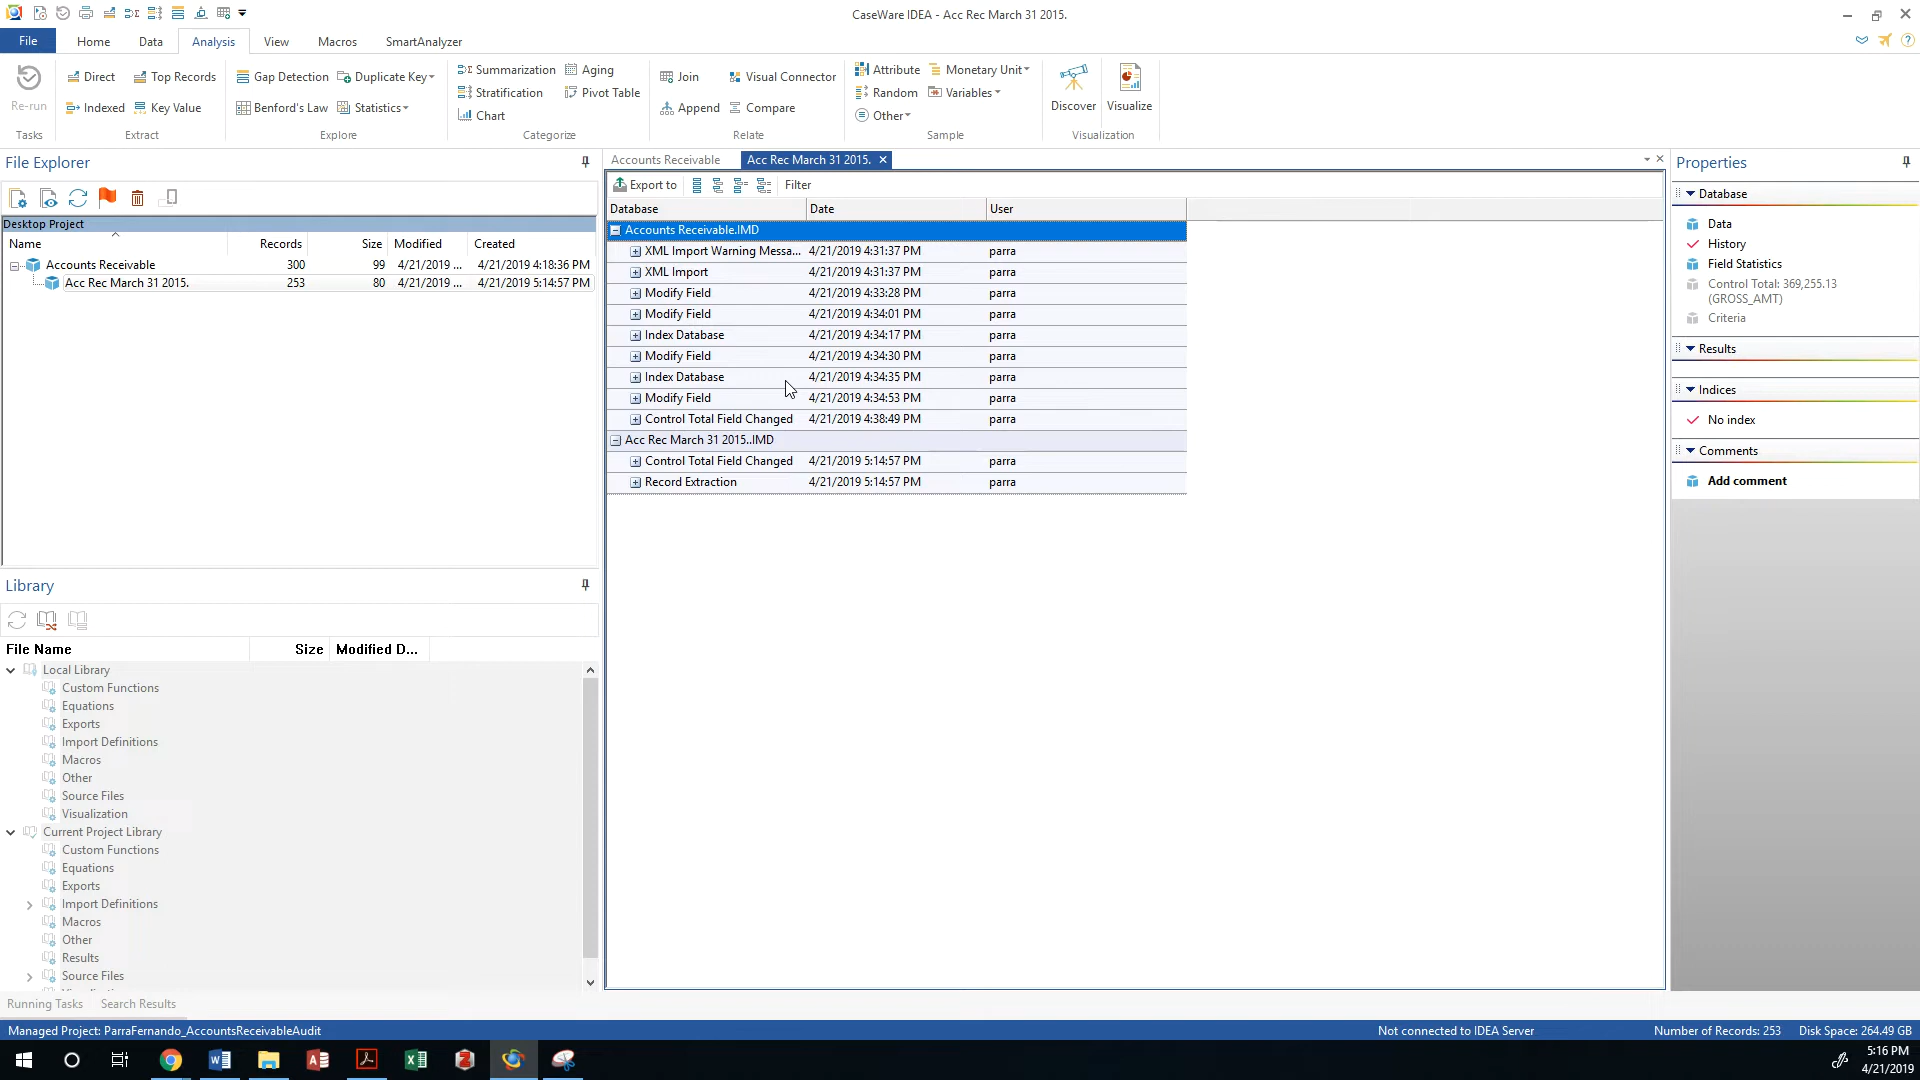 CaseWare IDEA - Acc Rec March 31 2015.
File Home Data Analysis View Macros SmartAnalyzer
Re-run
Tasks
Direct Top Records
Indexed Key Value
Extract
Gap Detection Duplicate Key
Benford's Law Statistics
Explore
Summarization Aging
Stratification Pivot Table
Chart
Categorize
Join Visual Connector
Append Compare
Relate
Attribute Monetary Unit
Random Variables
Other
Sample
Discover Visualize
Visualization
File Explorer
Desktop Project
Name Records Size Modified Created
Accounts Receivable 300 99 4/21/2019 ... 4/21/2019 4:18:36 PM
Acc Rec March 31 2015. 253 80 4/21/2019 ... 4/21/2019 5:14:57 PM
Library
File Name Size Modified D...
Local Library
Custom Functions
Equations
Exports
Import Definitions
Macros
Other
Source Files
Visualization
Current Project Library
Custom Functions
Equations
Exports
Import Definitions
Macros
Other
Results
Source Files
Running Tasks Search Results
Accounts Receivable Acc Rec March 31 2015.
Export to Filter
Database Date User
Accounts Receivable.IMD
XML Import Warning Messa... 4/21/2019 4:31:37 PM parra
XML Import 4/21/2019 4:31:37 PM parra
Modify Field 4/21/2019 4:33:28 PM parra
Modify Field 4/21/2019 4:34:01 PM parra
Index Database 4/21/2019 4:34:17 PM parra
Modify Field 4/21/2019 4:34:30 PM parra
Index Database 4/21/2019 4:34:35 PM parra
Modify Field 4/21/2019 4:34:53 PM parra
Control Total Field Changed 4/21/2019 4:38:49 PM parra
Acc Rec March 31 2015..IMD
Control Total Field Changed 4/21/2019 5:14:57 PM parra
Record Extraction 4/21/2019 5:14:57 PM parra
Properties
Database
Data
History
Field Statistics
Control Total: 369,255.13
(GROSS_AMT)
Criteria
Results
Indices
No index
Comments
Add comment
Managed Project: ParraFernando_AccountsReceivableAudit Not connected to IDEA Server Number of Records: 253 Disk Space: 264.49 GB
5:16 PM
4/21/2019